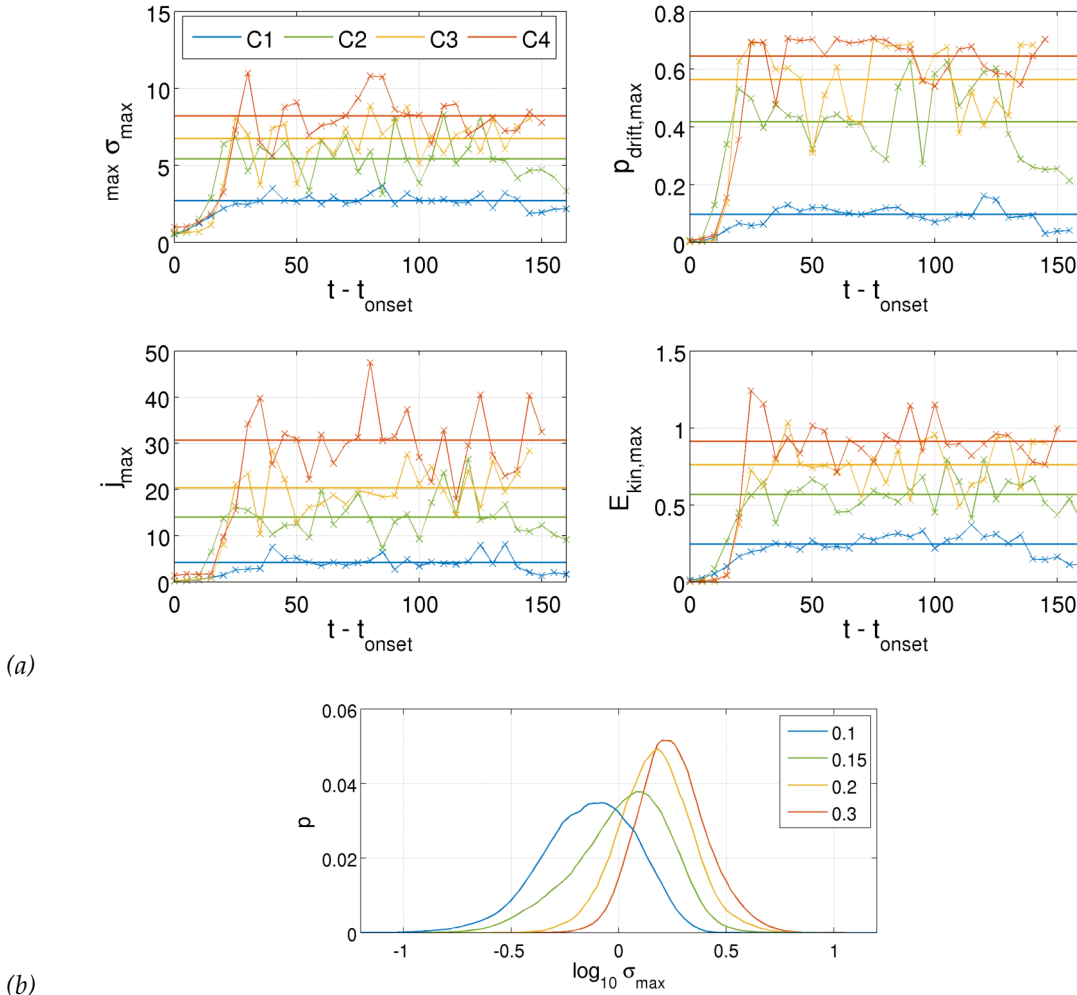 C1 C2 C3 C4
max σmax
15
10
5
0
0 50 100 150
t - tonset
pdrift,max
0.8
0.6
0.4
0.2
0
0 50 100 150
t - tonset
jmax
50
40
30
20
10
0
0 50 100 150
t - tonset
Ekin,max
1.5
1
0.5
0
0 50 100 150
t - tonset
(a)
p
0.06
0.04
0.02
0
-1 -0.5 0 0.5 1
log10 σmax
0.1
0.15
0.2
0.3
(b)